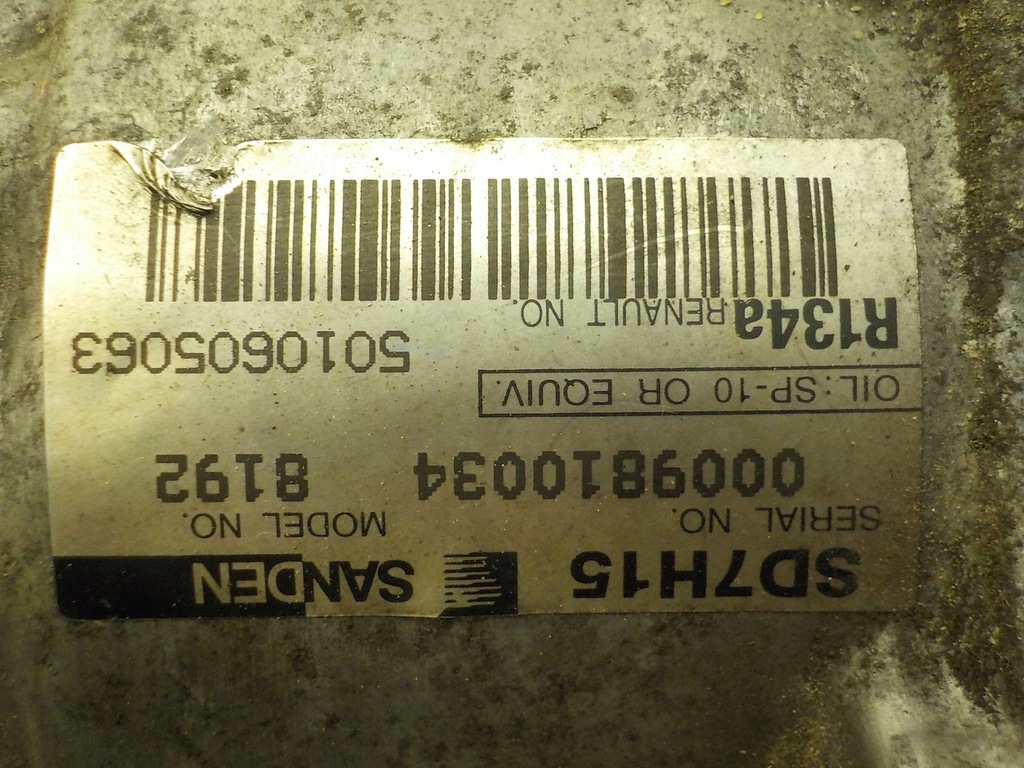 SD7H15 SANDEN
SERIAL NO. MODEL NO.
0009810034 8192
OIL: SP-10 OR EQUIV.
5010605063
R134a RENAULT NO.